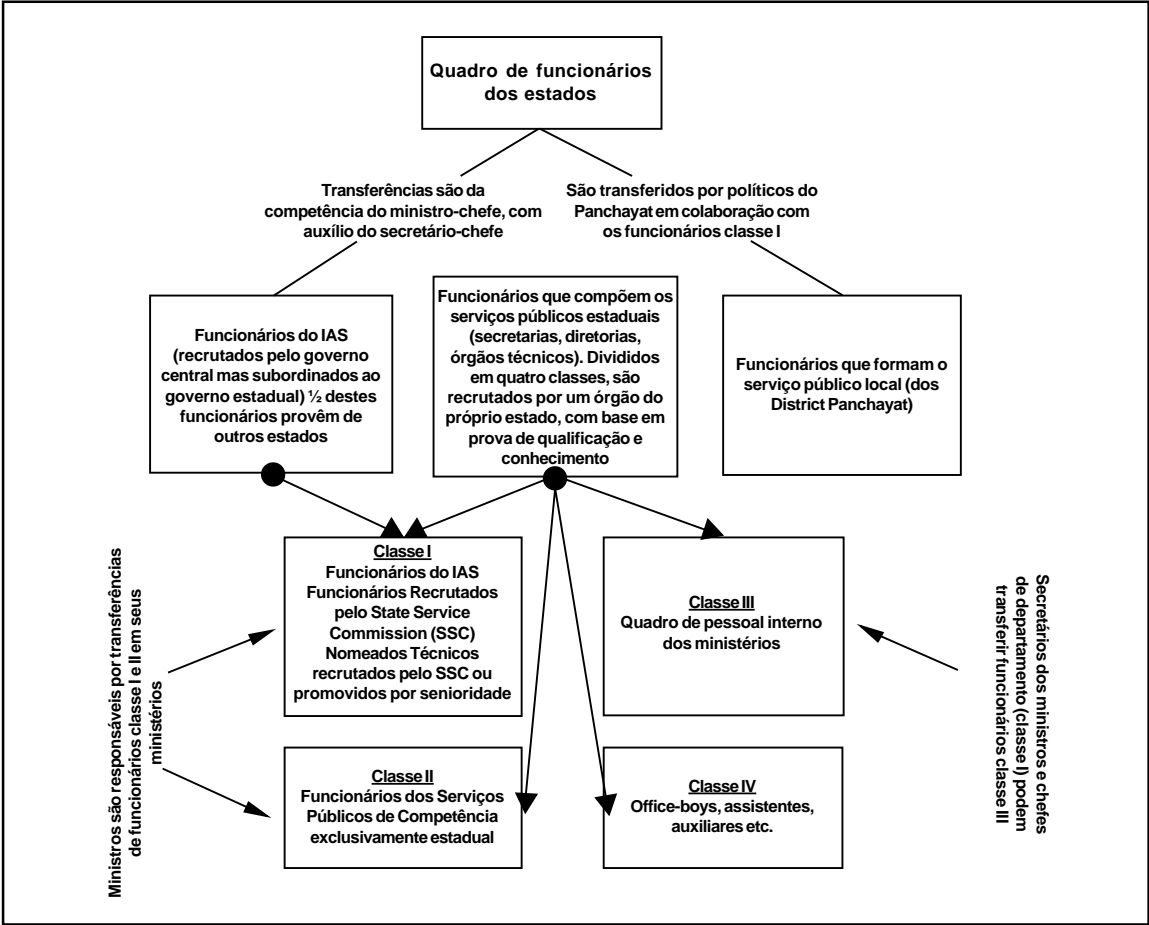 Quadro de funcionários
dos estados
Transferências são da
competência do ministro-chefe, com
auxílio do secretário-chefe
São transferidos por políticos do
Panchayat em colaboração com
os funcionários classe I
Funcionários do IAS
(recrutados pelo governo
central mas subordinados ao
governo estadual) ½ destes
funcionários provêm de
outros estados
Funcionários que compõem os
serviços públicos estaduais
(secretarias, diretorias,
órgãos técnicos). Divididos
em quatro classes, são
recrutados por um órgão do
próprio estado, com base em
prova de qualificação e
conhecimento
Funcionários que formam o
serviço público local (dos
District Panchayat)
Ministros são responsáveis por transferências
de funcionários classe I e II em seus
ministérios
Classe I
Funcionários do IAS
Funcionários Recrutados
pelo State Service
Commission (SSC)
Nomeados Técnicos
recrutados pelo SSC ou
promovidos por senioridade
Classe III
Quadro de pessoal interno
dos ministérios
Secretários dos ministros e chefes
de departamento (classe I) podem
transferir funcionários classe III
Classe II
Funcionários dos Serviços
Públicos de Competência
exclusivamente estadual
Classe IV
Office-boys, assistentes,
auxiliares etc.